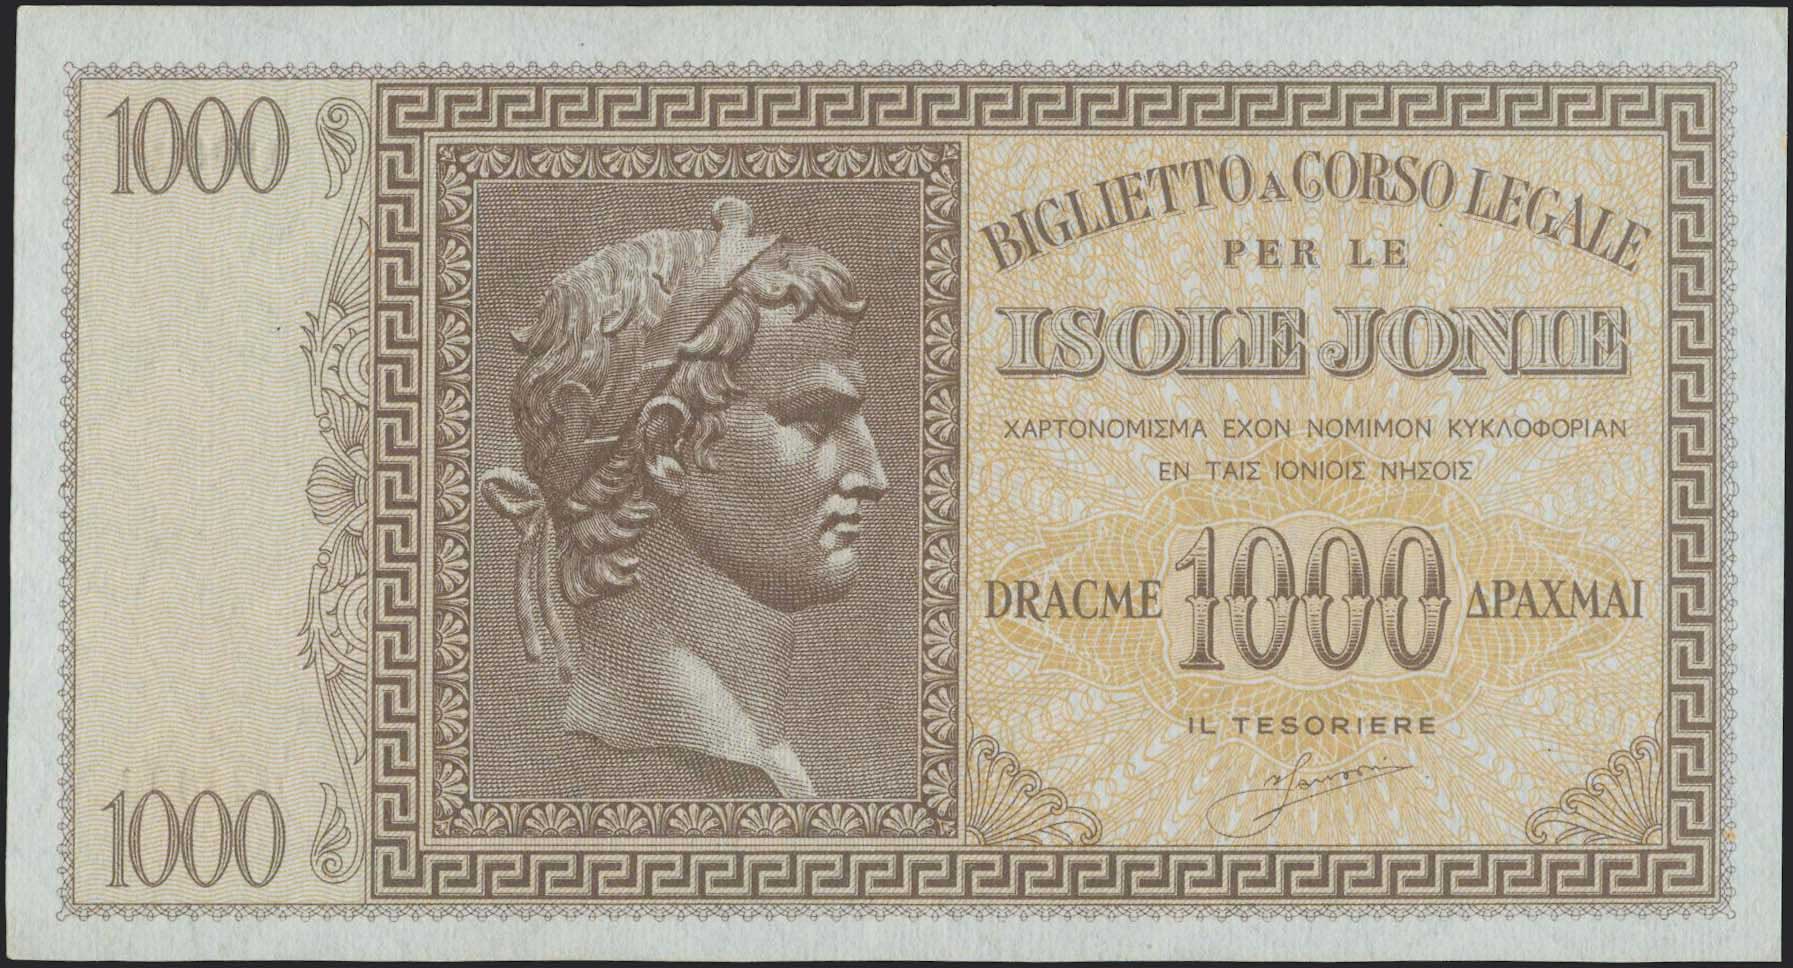 1000
BIGLIETTO A CORSO LEGALE
PER LE
ISOLE JONIE
ΧΑΡΤΟΝΟΜΙΣΜΑ ΕΧΟΝ ΝΟΜΙΜΟΝ ΚΥΚΛΟΦΟΡΙΑΝ
ΕΝ ΤΑΙΣ ΙΟΝΙΟΙΣ ΝΗΣΟΙΣ
DRACME 1000 ΔΡΑΧΜΑΙ
IL TESORIERE
1000